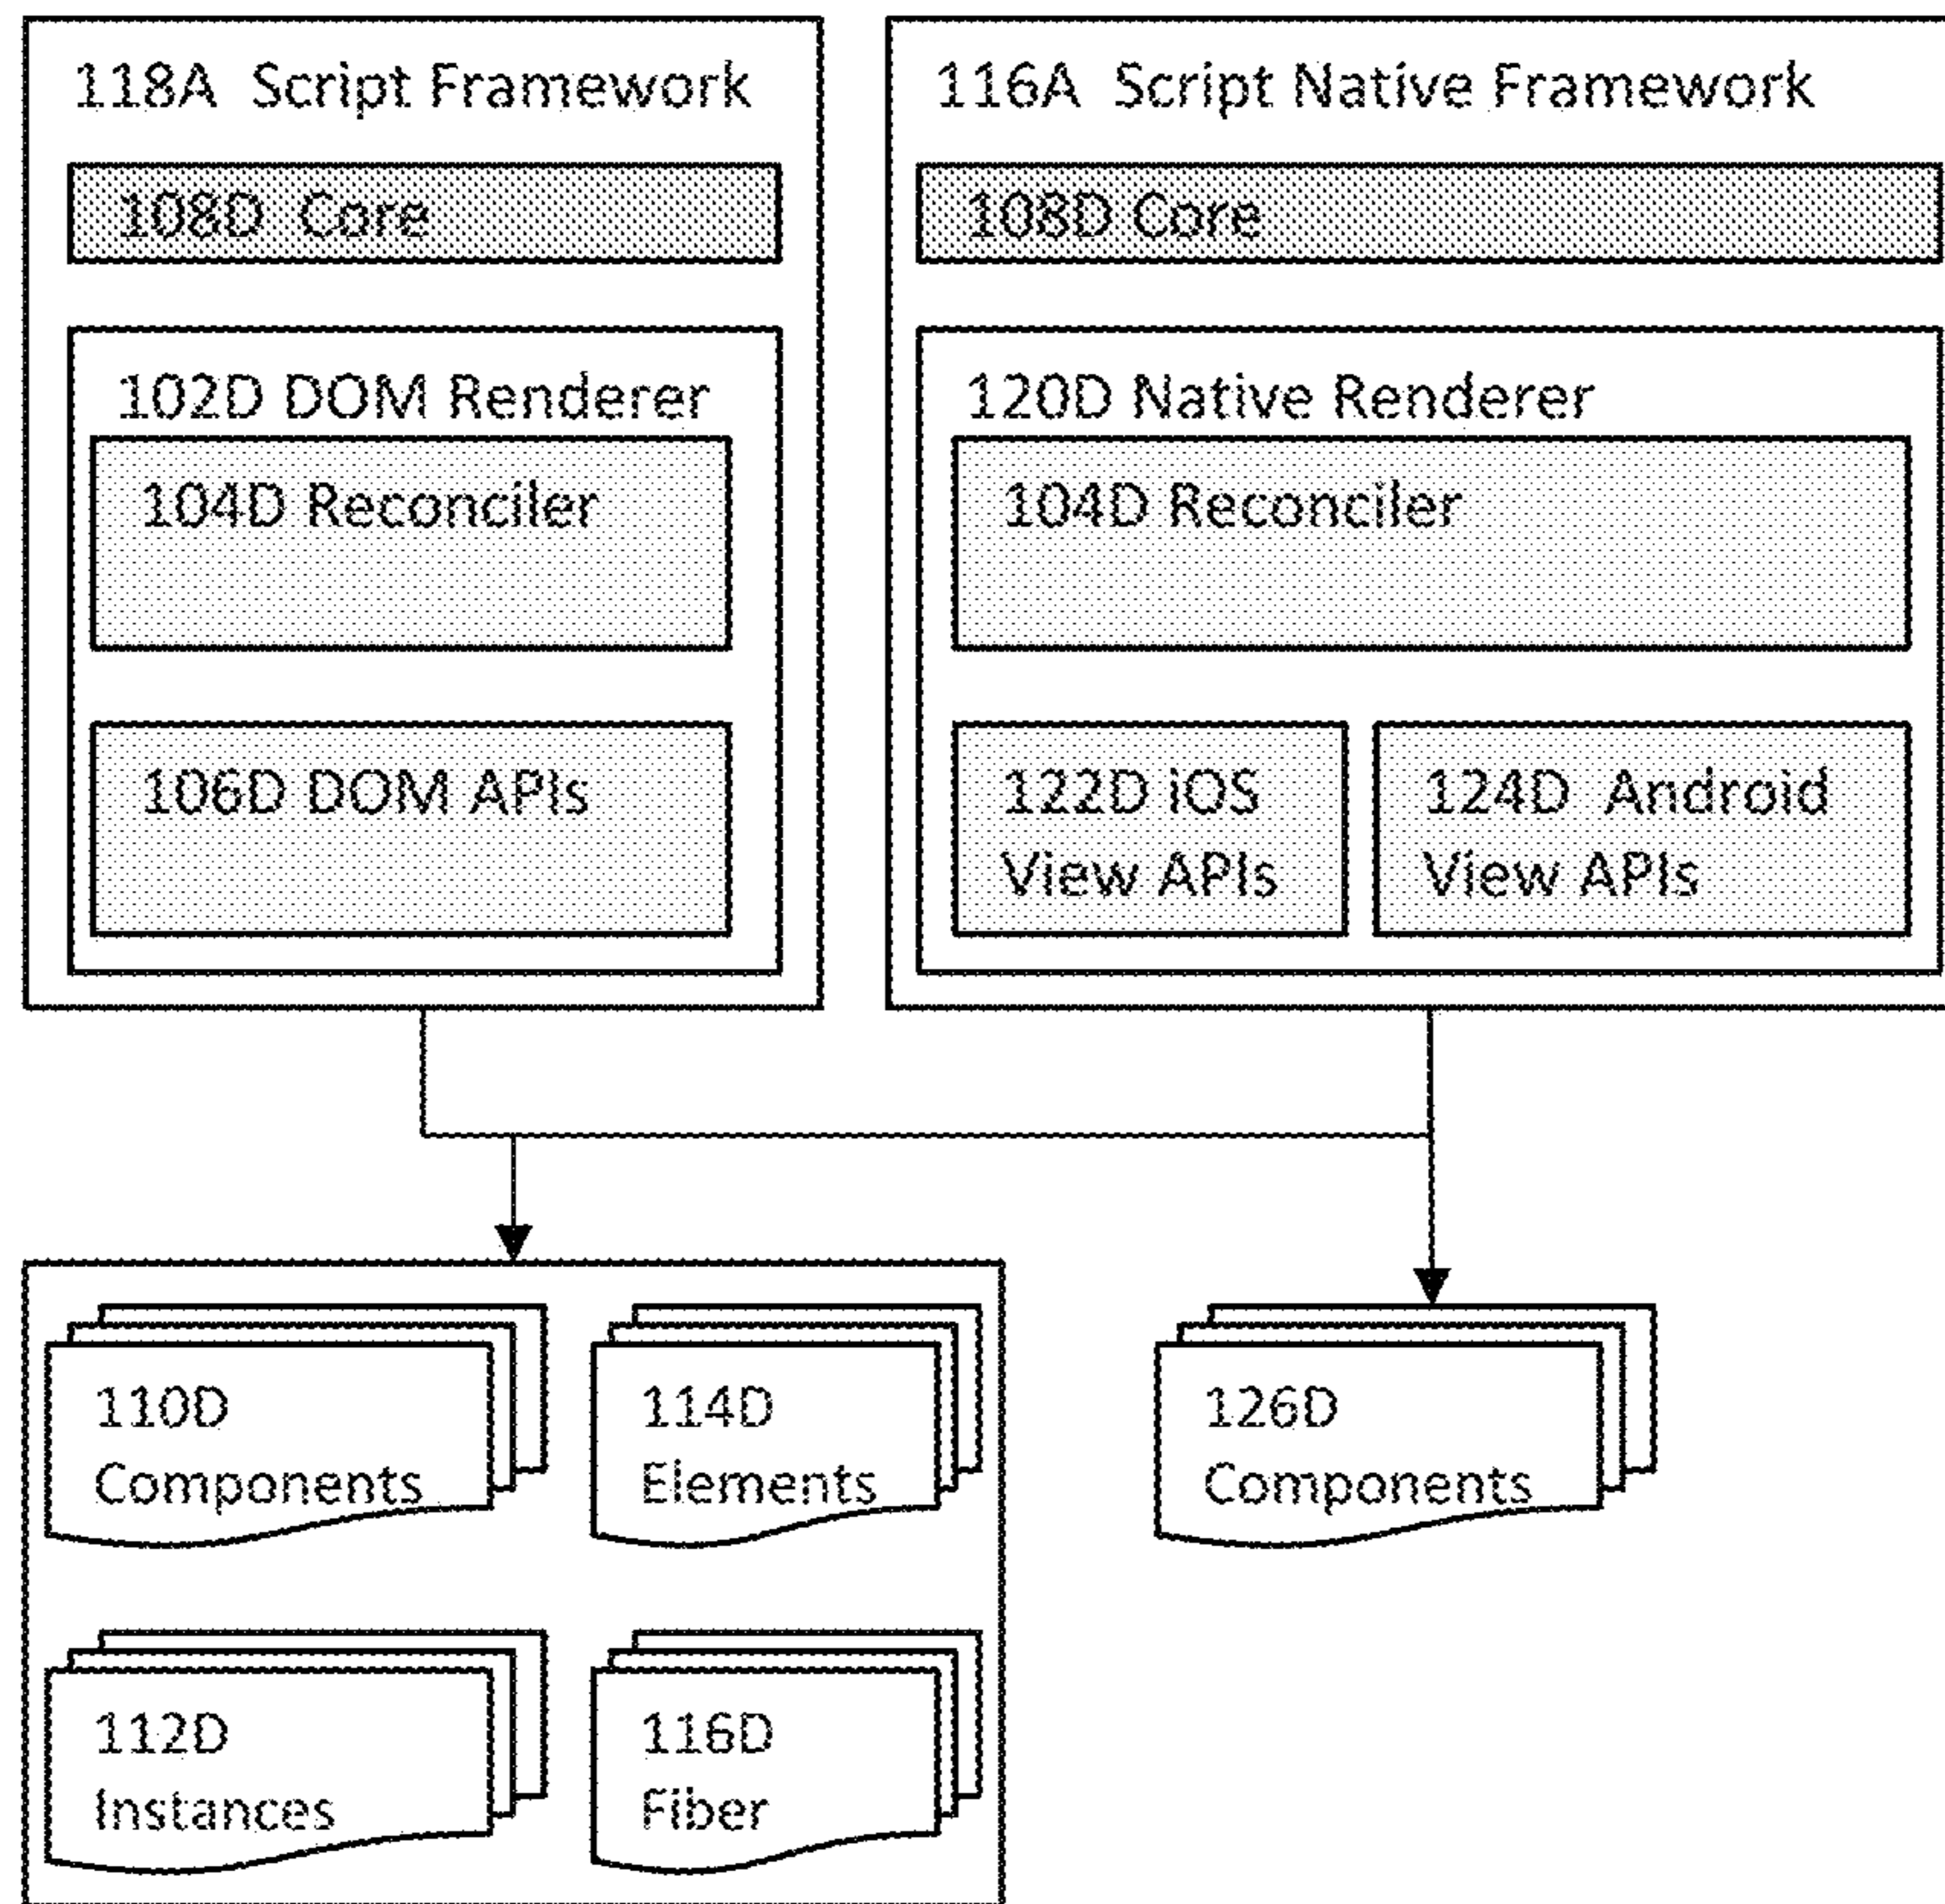 118A Script Framework
108D Core
102D DOM Renderer
104D Reconciler
106D DOM APIs
116A Script Native Framework
108D Core
120D Native Renderer
104D Reconciler
122D iOS
View APIs
124D Android
View APIs
110D
Components
114D
Elements
112D
Instances
116D
Fiber
126D
Components